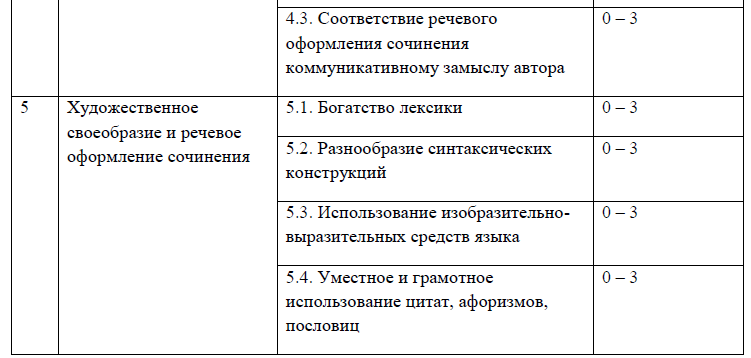 4.3. Соответствие речевого
оформления сочинения
коммуникативному замыслу автора
0 – 3
5
Художественное
своеобразие и речевое
оформление сочинения
5.1. Богатство лексики
0 – 3
5.2. Разнообразие синтаксических
конструкций
0 – 3
5.3. Использование изобразительно-
выразительных средств языка
0 – 3
5.4. Уместное и грамотное
использование цитат, афоризмов,
пословиц
0 – 3